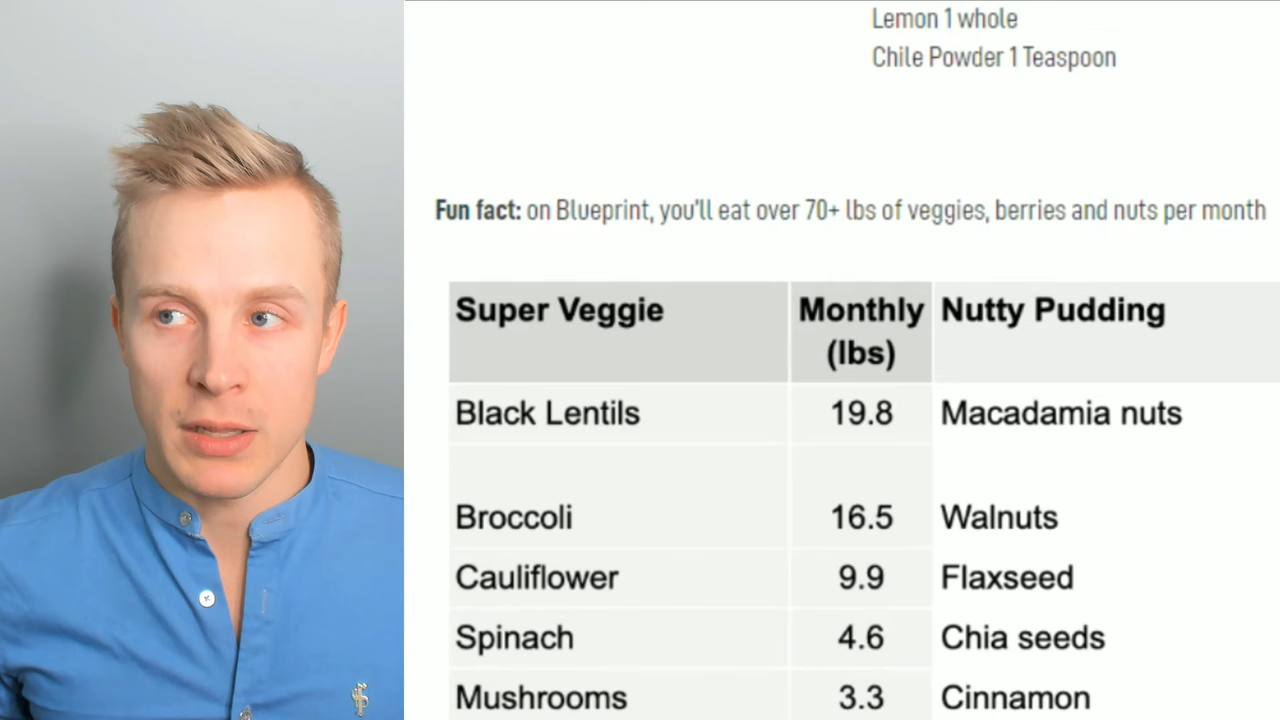 Lemon 1 whole
Chile Powder 1 Teaspoon
Fun fact: on Blueprint, you'll eat over 70+ lbs of veggies, berries and nuts per month
Super Veggie Monthly (lbs) Nutty Pudding
Black Lentils 19.8 Macadamia nuts
Broccoli 16.5 Walnuts
Cauliflower 9.9 Flaxseed
Spinach 4.6 Chia seeds
Mushrooms 3.3 Cinnamon